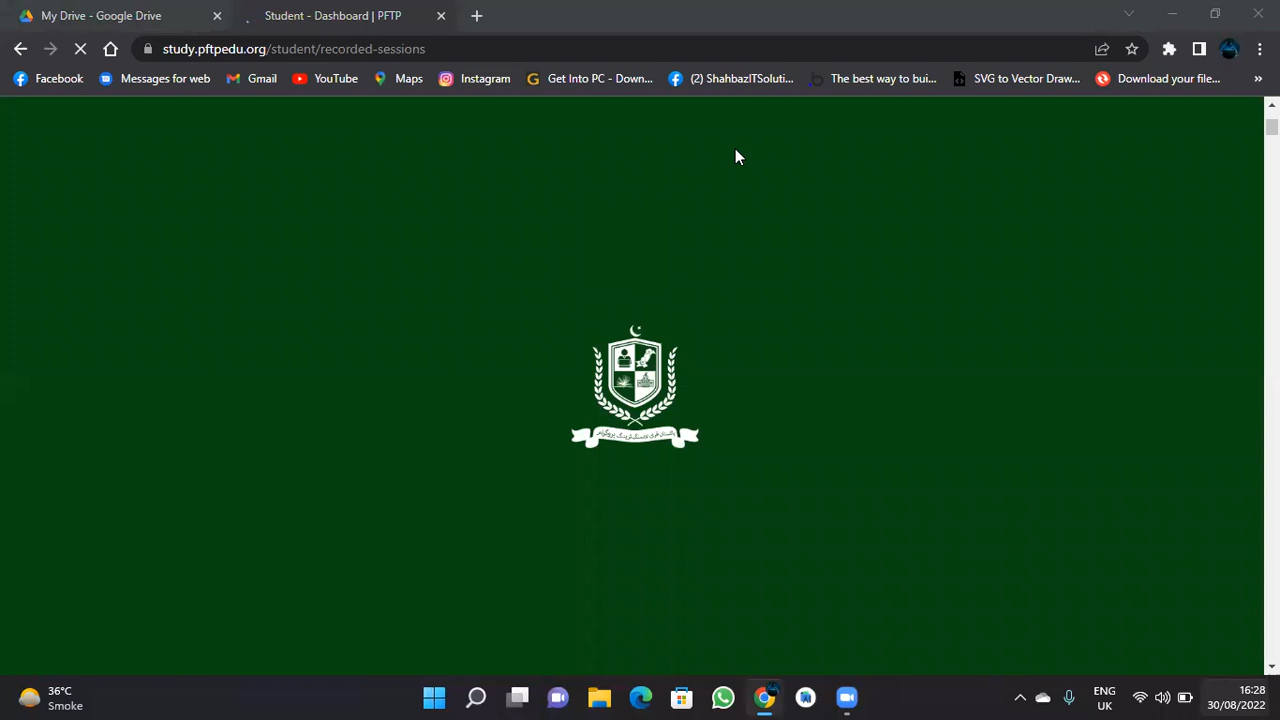 My Drive - Google Drive
Student - Dashboard | PFTP
study.pftpedu.org/student/recorded-sessions
Facebook
Messages for web
Gmail
YouTube
Maps
Instagram
Get Into PC - Down...
(2) ShahbazITSoluti...
The best way to bui...
SVG to Vector Draw...
Download your file...
»
36°C
Smoke
ENG
UK
16:28
30/08/2022